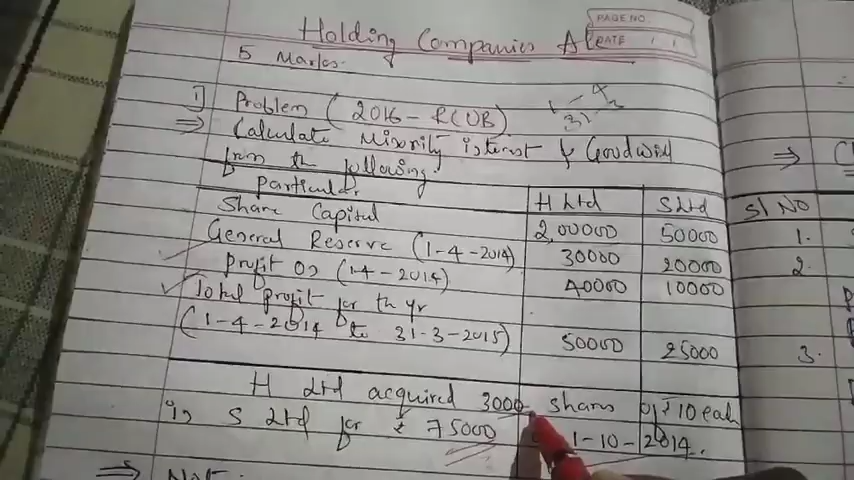 PAGE NO.
DATE
Holding Companies A/c
5 Marks.
1] Problem (2016 - RCUB)
⇒ Calculate Minority interest & Goodwill
from the following
particular.
H Ltd S Ltd
Share Capital 2,00000 50000
General Reserve (1-4-2014) 30000 20000
profit on (1-4-2014) 40000 10000
Total profit for the yr
(1-4-2014 to 31-3-2015) 50000 25000
H Ltd acquired 3000 shares of ₹10 each
in S Ltd for ₹ 75000 1-10-2014.
⇒ Not
Sl NO
1.
2.
3.